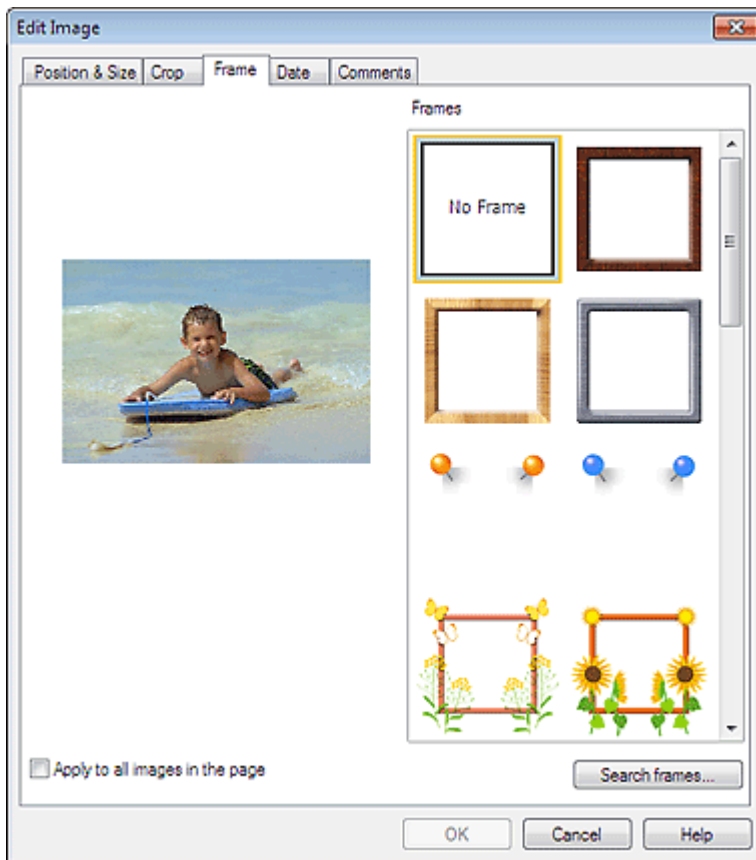 Edit Image
Position & Size Crop Frame Date Comments
Frames
No Frame
Apply to all images in the page
Search frames...
OK Cancel Help